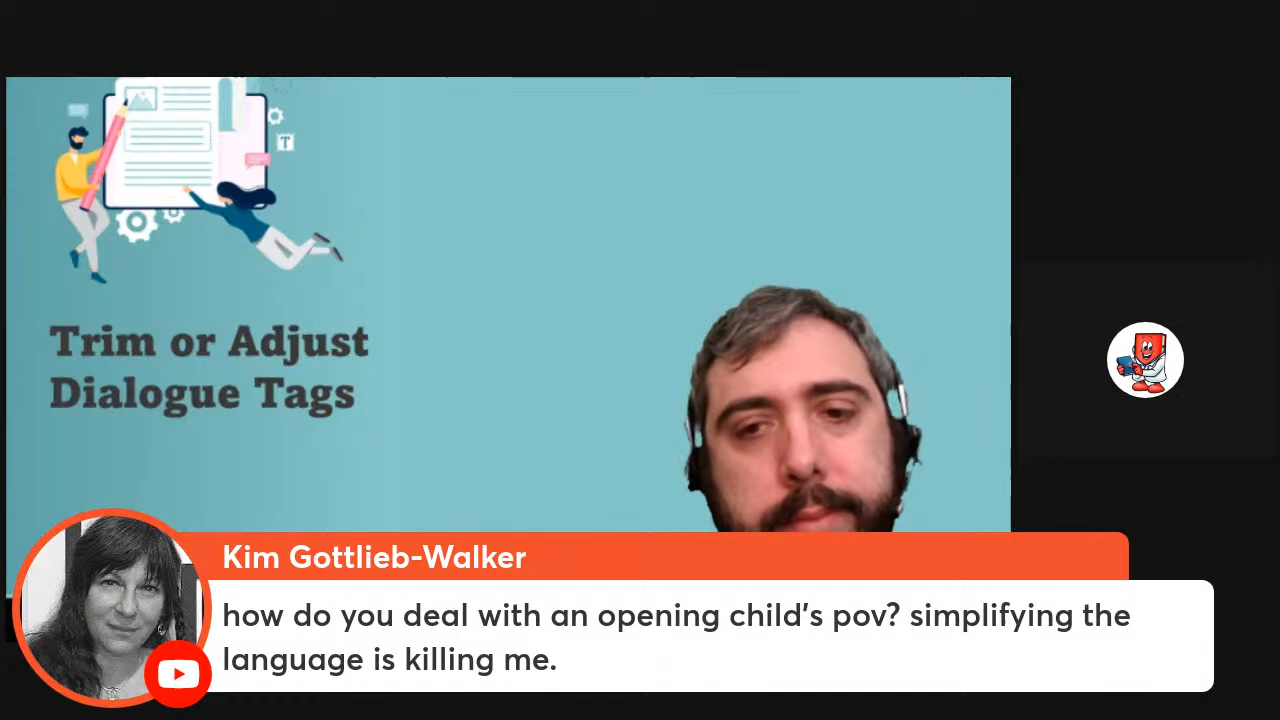 T
Trim or Adjust
Dialogue Tags
Kim Gottlieb-Walker
how do you deal with an opening child's pov? simplifying the
language is killing me.